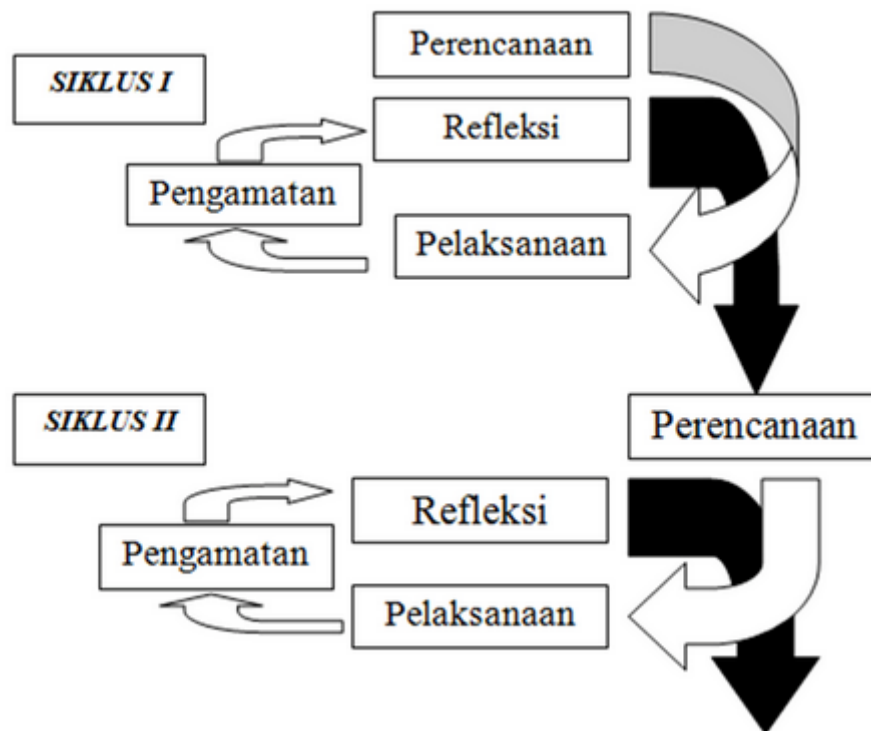 Perencanaan
SIKLUS I
Refleksi
Pengamatan
Pelaksanaan
SIKLUS II
Perencanaan
Refleksi
Pengamatan
Pelaksanaan